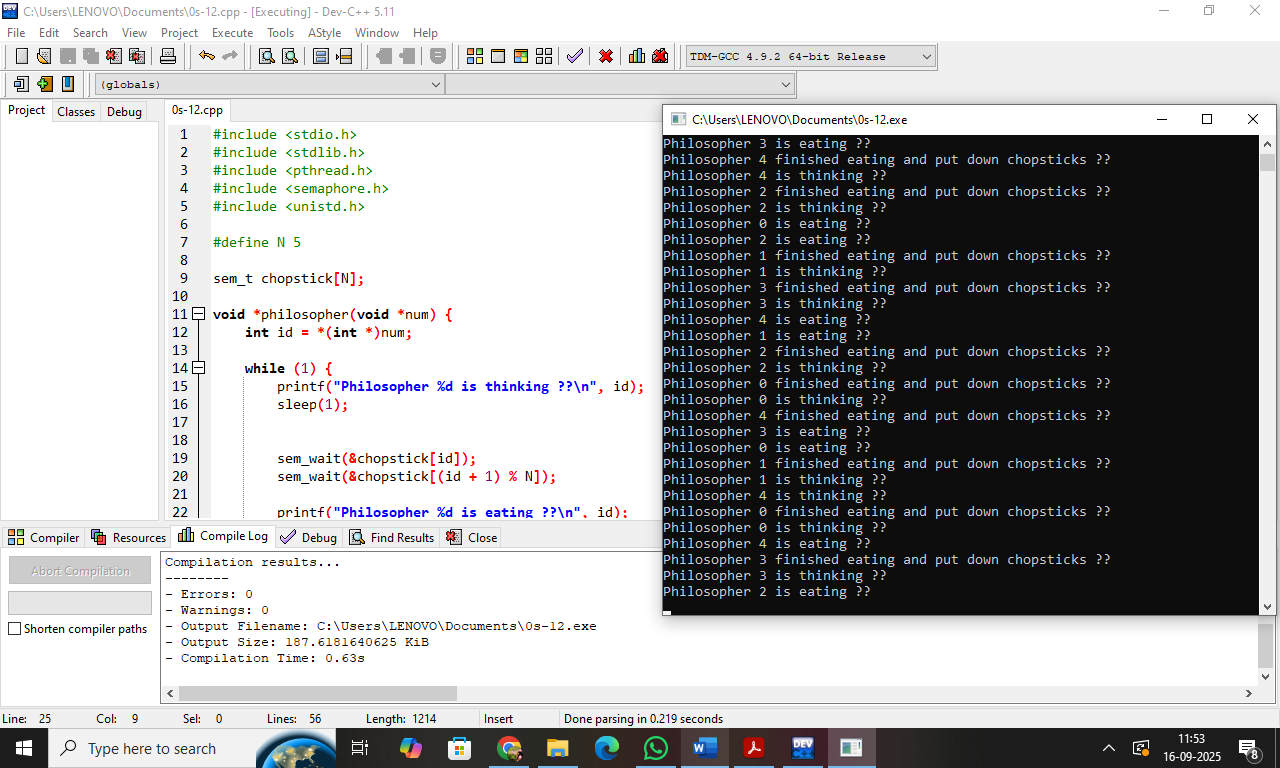 C:\Users\LENOVO\Documents\0s-12.cpp - [Executing] - Dev-C++ 5.11
File Edit Search View Project Execute Tools AStyle Window Help
TDM-GCC 4.9.2 64-bit Release
(globals)
Project Classes Debug
0s-12.cpp
1 #include <stdio.h>
2 #include <stdlib.h>
3 #include <pthread.h>
4 #include <semaphore.h>
5 #include <unistd.h>
6
7 #define N 5
8
9 sem_t chopstick[N];
10
11 void *philosopher(void *num) {
12 int id = *(int *)num;
13
14 while (1) {
15 printf("Philosopher %d is thinking ??\n", id);
16 sleep(1);
17
18
19 sem_wait(&chopstick[id]);
20 sem_wait(&chopstick[(id + 1) % N]);
21
22 printf("Philosopher %d is eating ??\n", id);
C:\Users\LENOVO\Documents\0s-12.exe
Philosopher 3 is eating ??
Philosopher 4 finished eating and put down chopsticks ??
Philosopher 4 is thinking ??
Philosopher 2 finished eating and put down chopsticks ??
Philosopher 2 is thinking ??
Philosopher 0 is eating ??
Philosopher 2 is eating ??
Philosopher 1 finished eating and put down chopsticks ??
Philosopher 1 is thinking ??
Philosopher 3 finished eating and put down chopsticks ??
Philosopher 3 is thinking ??
Philosopher 4 is eating ??
Philosopher 1 is eating ??
Philosopher 2 finished eating and put down chopsticks ??
Philosopher 2 is thinking ??
Philosopher 0 finished eating and put down chopsticks ??
Philosopher 0 is thinking ??
Philosopher 4 finished eating and put down chopsticks ??
Philosopher 3 is eating ??
Philosopher 0 is eating ??
Philosopher 1 finished eating and put down chopsticks ??
Philosopher 1 is thinking ??
Philosopher 4 is thinking ??
Philosopher 0 finished eating and put down chopsticks ??
Philosopher 0 is thinking ??
Philosopher 4 is eating ??
Philosopher 3 finished eating and put down chopsticks ??
Philosopher 3 is thinking ??
Philosopher 2 is eating ??
Compiler Resources Compile Log Debug Find Results Close
Abort Compilation
Shorten compiler paths
Compilation results...
--------
- Errors: 0
- Warnings: 0
- Output Filename: C:\Users\LENOVO\Documents\0s-12.exe
- Output Size: 187.6181640625 KiB
- Compilation Time: 0.63s
Line: 25 Col: 9 Sel: 0 Lines: 56 Length: 1214 Insert Done parsing in 0.219 seconds
Type here to search
11:53
16-09-2025
8